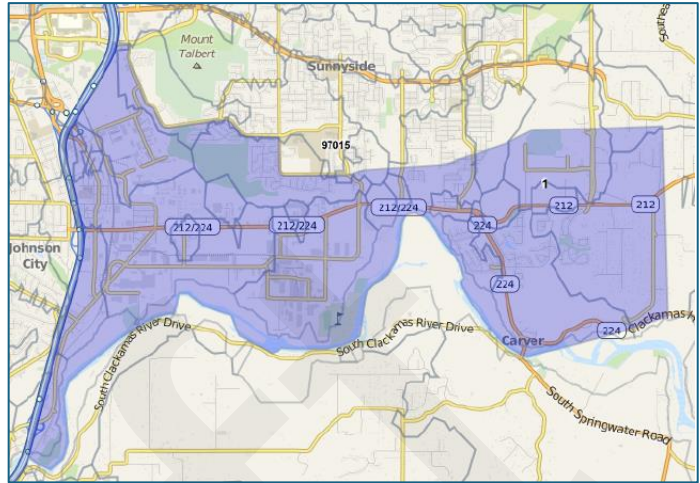 Mount
Talbert
Sunnyside
97015
1
212/224
212/224
212/224
212
212
224
224
224
Johnson
City
Carver
South Clackamas River Drive
South Clackamas River Drive
South Springwater Road